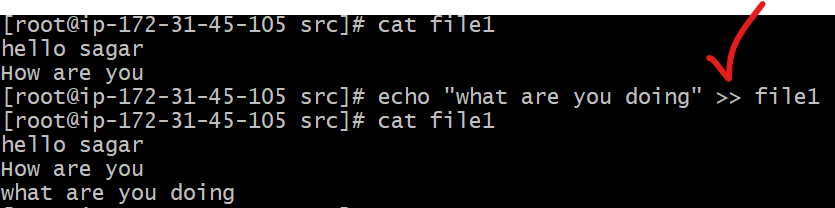 [root@ip-172-31-45-105 src]# cat file1
hello sagar
How are you
[root@ip-172-31-45-105 src]# echo "what are you doing" >> file1
[root@ip-172-31-45-105 src]# cat file1
hello sagar
How are you
what are you doing